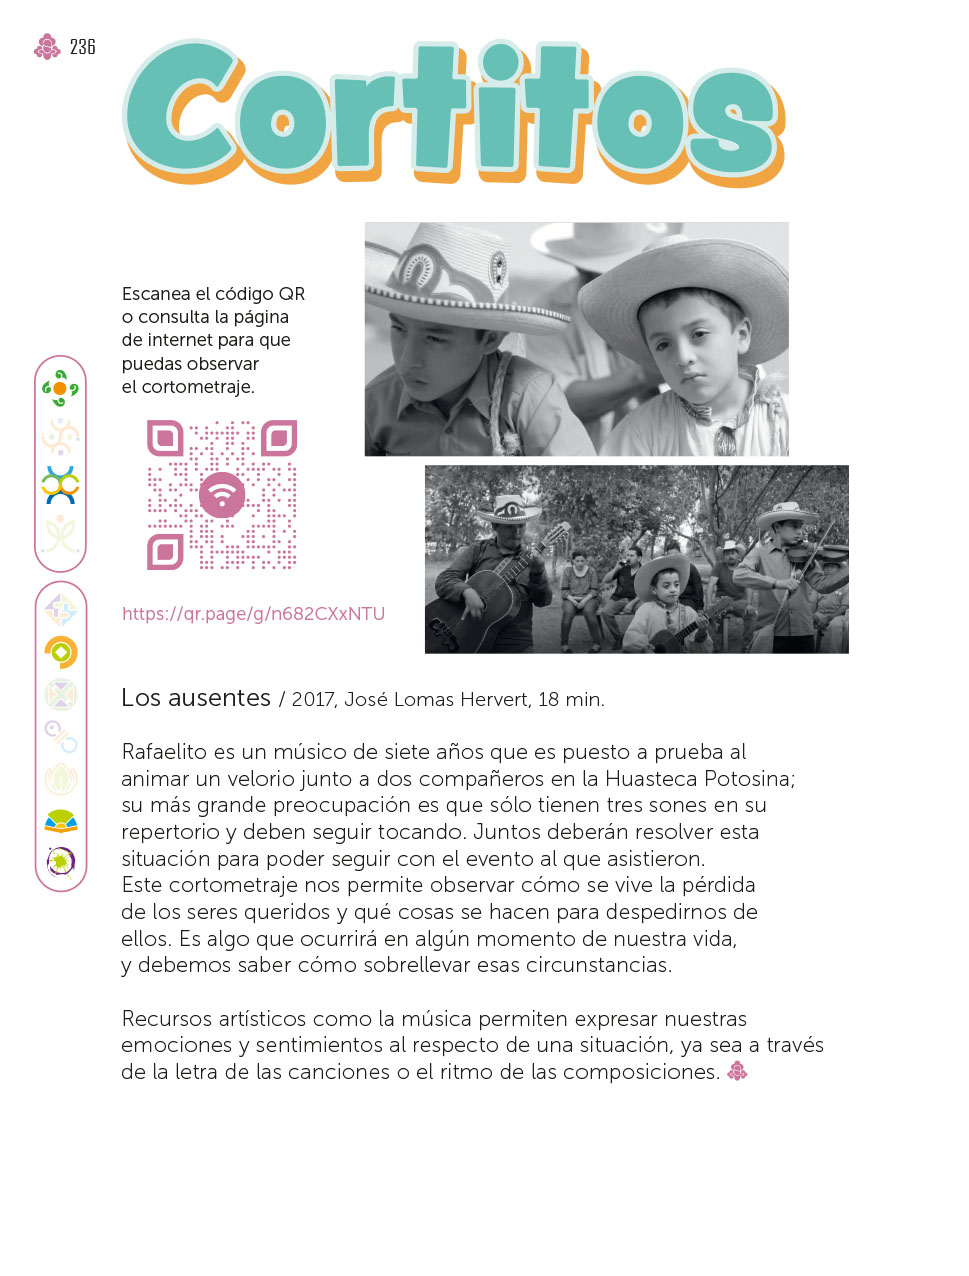 236
Cortitos
Escanea el código QR
o consulta la página
de internet para que
puedas observar
el cortometraje.
https://qr.page/g/n682CXxNTU
Los ausentes / 2017, José Lomas Hervert, 18 min.
Rafaelito es un músico de siete años que es puesto a prueba al
animar un velorio junto a dos compañeros en la Huasteca Potosina;
su más grande preocupación es que sólo tienen tres sones en su
repertorio y deben seguir tocando. Juntos deberán resolver esta
situación para poder seguir con el evento al que asistieron.
Este cortometraje nos permite observar cómo se vive la pérdida
de los seres queridos y qué cosas se hacen para despedirnos de
ellos. Es algo que ocurrirá en algún momento de nuestra vida,
y debemos saber cómo sobrellevar esas circunstancias.
Recursos artísticos como la música permiten expresar nuestras
emociones y sentimientos al respecto de una situación, ya sea a través
de la letra de las canciones o el ritmo de las composiciones.